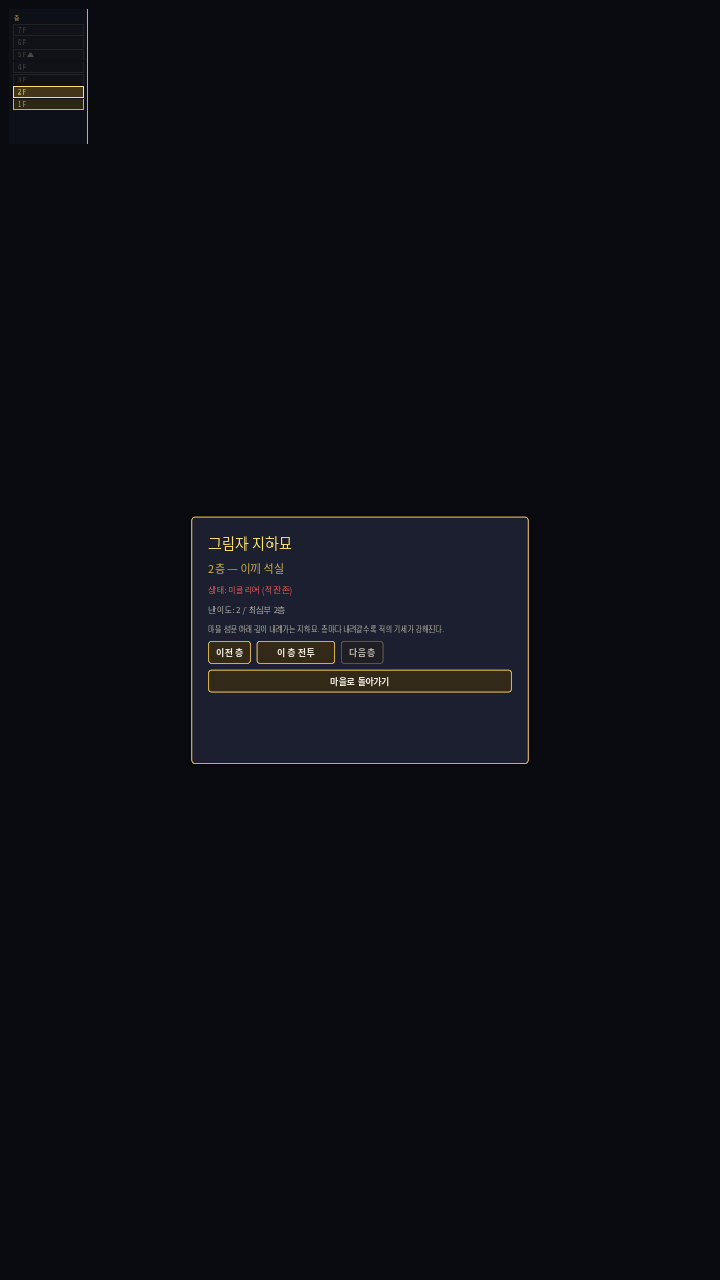 층
7F
6F
5F
4F
3F
2F
1F
그림자 지하묘
2층 — 이끼 석실
상태: 미클리어 (적 잔존)
난이도: 2 / 최심부 2층
마을 성문 아래 깊이 내려가는 지하묘. 층마다 내려갈수록 적의 기세가 강해진다.
이전 층 이 층 전투 다음 층
마을로 돌아가기